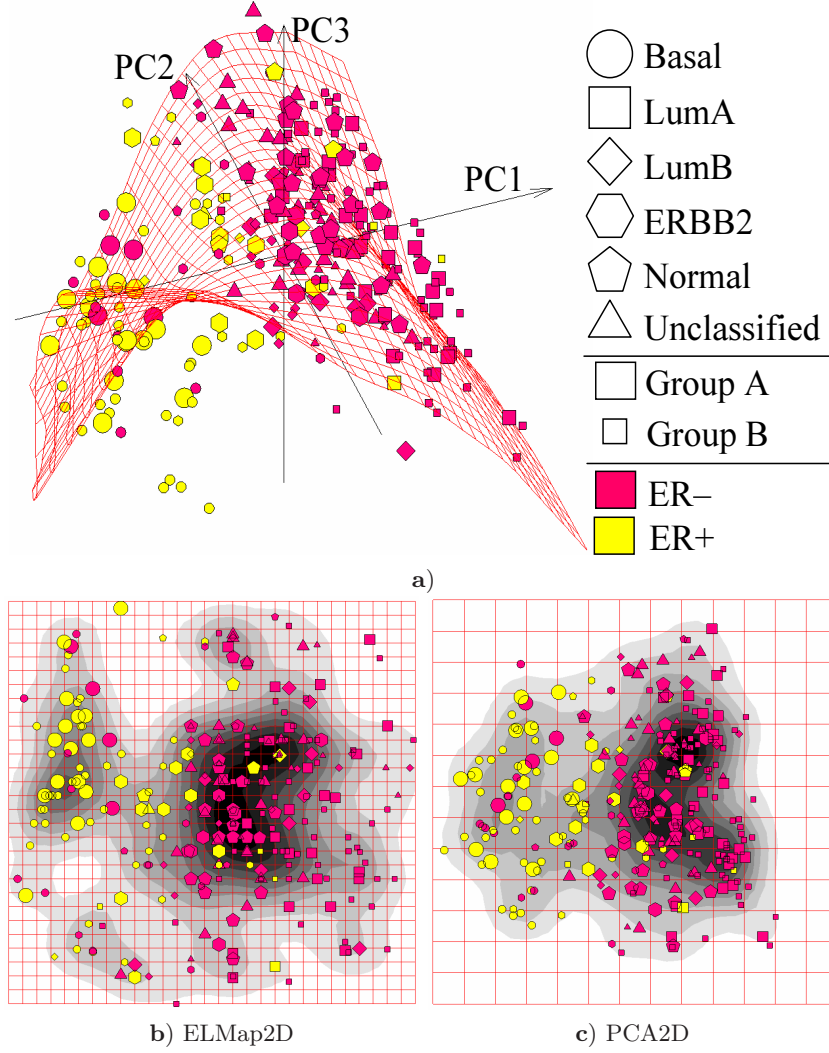 PC3
PC2
PC1
Basal
LumA
LumB
ERBB2
Normal
Unclassified
Group A
Group B
ER–
ER+
a)
b) ELMap2D
c) PCA2D